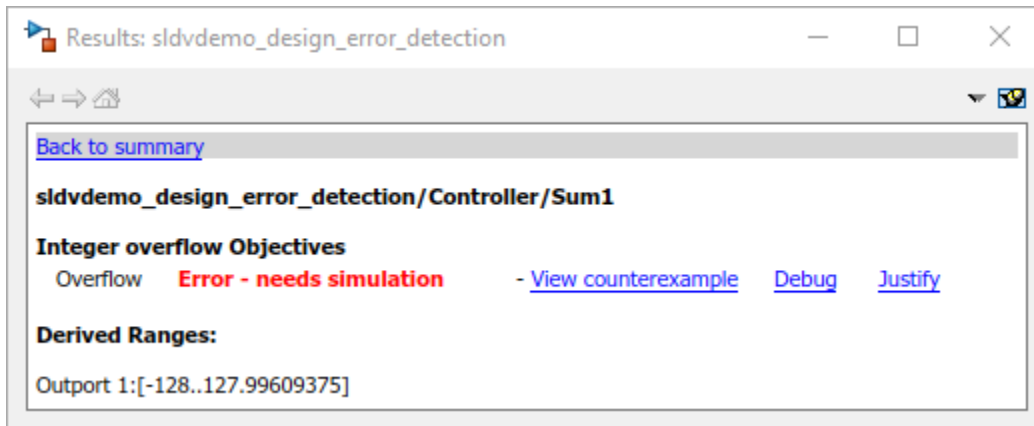 Results: sldvdemo_design_error_detection
Back to summary
sldvdemo_design_error_detection/Controller/Sum1
Integer overflow Objectives
Overflow Error - needs simulation - View counterexample Debug Justify
Derived Ranges:
Outport 1:[-128..127.99609375]